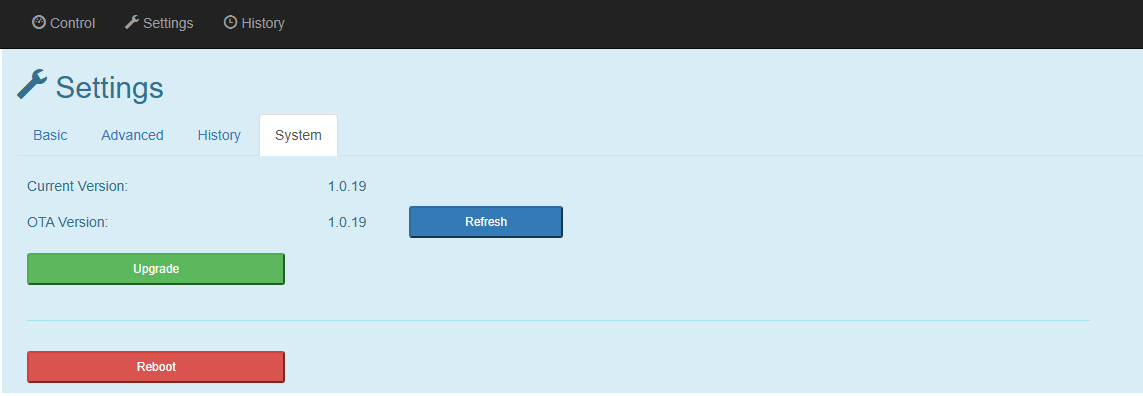 Control Settings History
Settings
Basic Advanced History System
Current Version: 1.0.19
OTA Version: 1.0.19 Refresh
Upgrade
Reboot